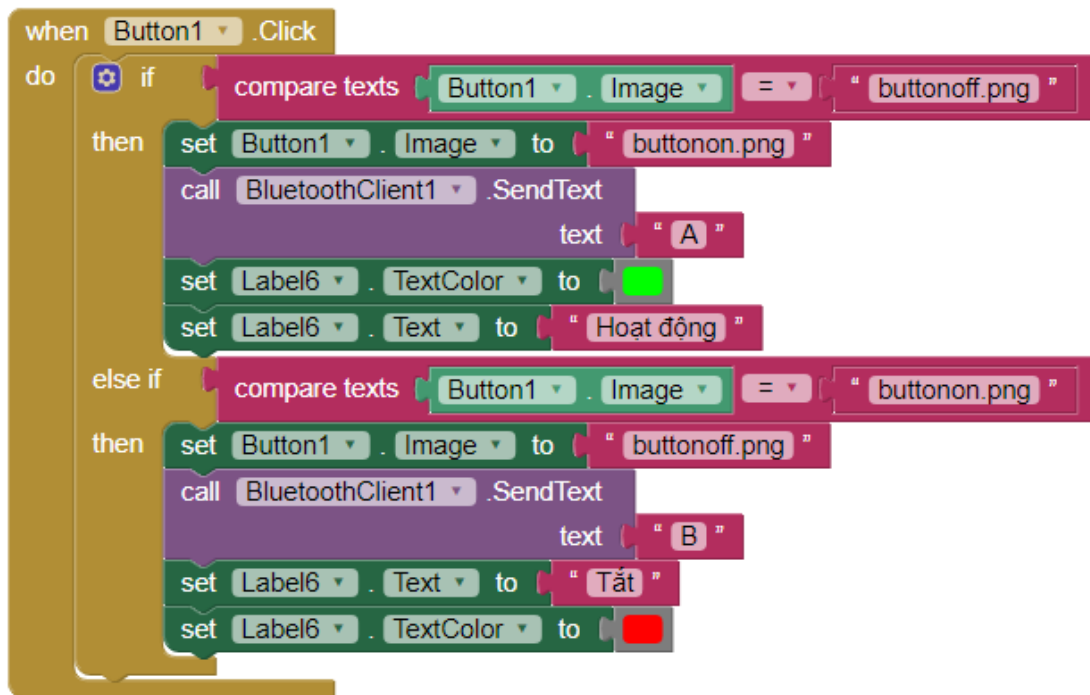 when Button1 .Click
do if compare texts Button1 . Image = " buttonoff.png "
then set Button1 . Image to " buttonon.png "
call BluetoothClient1 .SendText
text " A "
set Label6 . TextColor to
set Label6 . Text to " Hoạt động "
else if compare texts Button1 . Image = " buttonon.png "
then set Button1 . Image to " buttonoff.png "
call BluetoothClient1 .SendText
text " B "
set Label6 . Text to " Tắt "
set Label6 . TextColor to